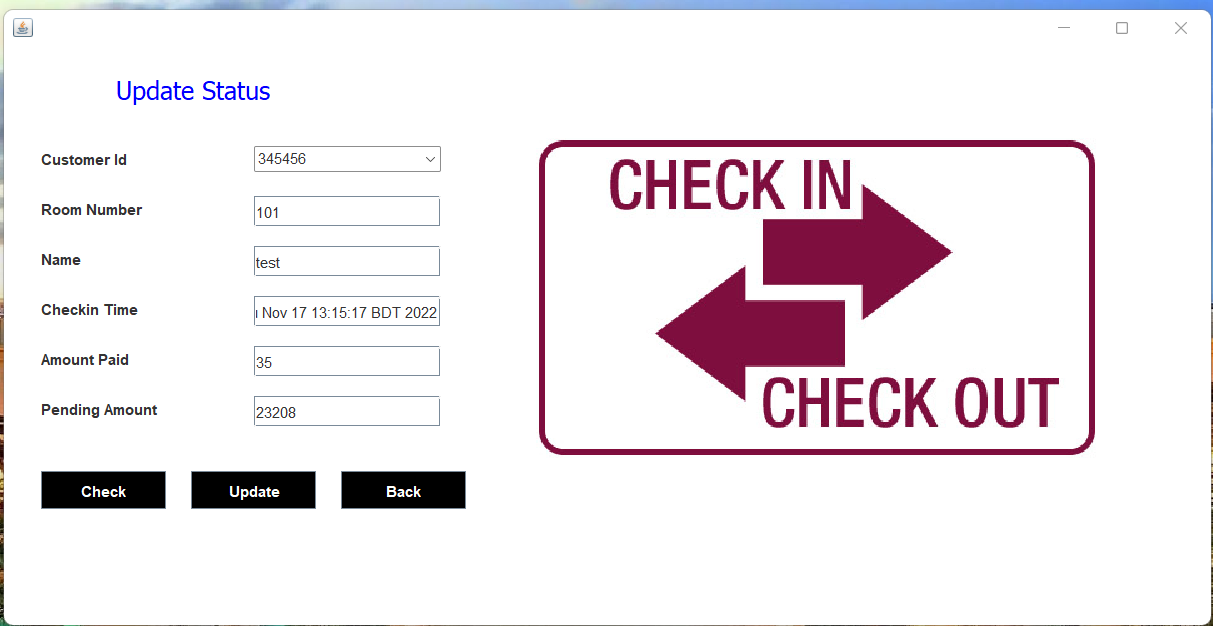 Update Status
Customer Id 345456
Room Number 101
Name test
Checkin Time Nov 17 13:15:17 BDT 2022
Amount Paid 35
Pending Amount 23208
Check Update Back
CHECK IN
CHECK OUT